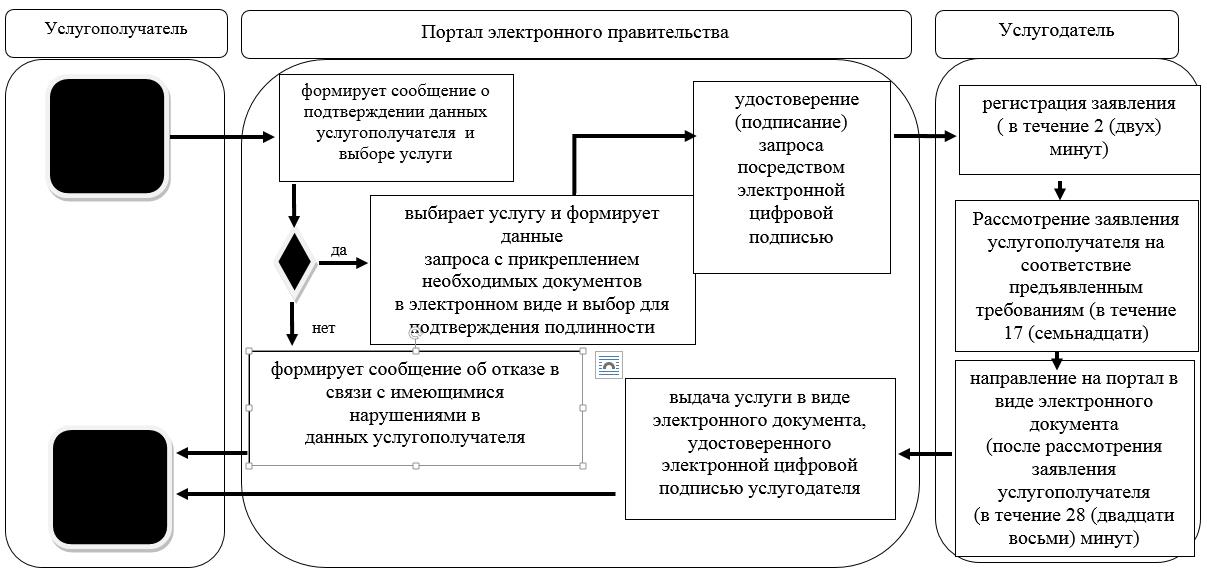 Услугополучатель
Портал электронного правительства
Услугодатель
формирует сообщение о
подтверждении данных
услугополучателя и
выборе услуги
да
нет
выбирает услугу и формирует
данные
запроса с прикреплением
необходимых документов
в электронном виде и выбор для
подтверждения подлинности
удостоверение
(подписание)
запроса
посредством
электронной
цифровой
подписью
регистрация заявления
( в течение 2 (двух)
минут)
Рассмотрение заявления
услугополучателя на
соответствие
предъявленным
требованиям (в течение
17 (семьнадцати)
направление на портал в
виде электронного
документа
(после рассмотрения
заявления
услугополучателя
(в течение 28 (двадцати
восьми) минут)
формирует сообщение об отказе в
связи с имеющимися
нарушениями в
данных услугополучателя
выдача услуги в виде
электронного документа,
удостоверенного
электронной цифровой
подписью услугодателя